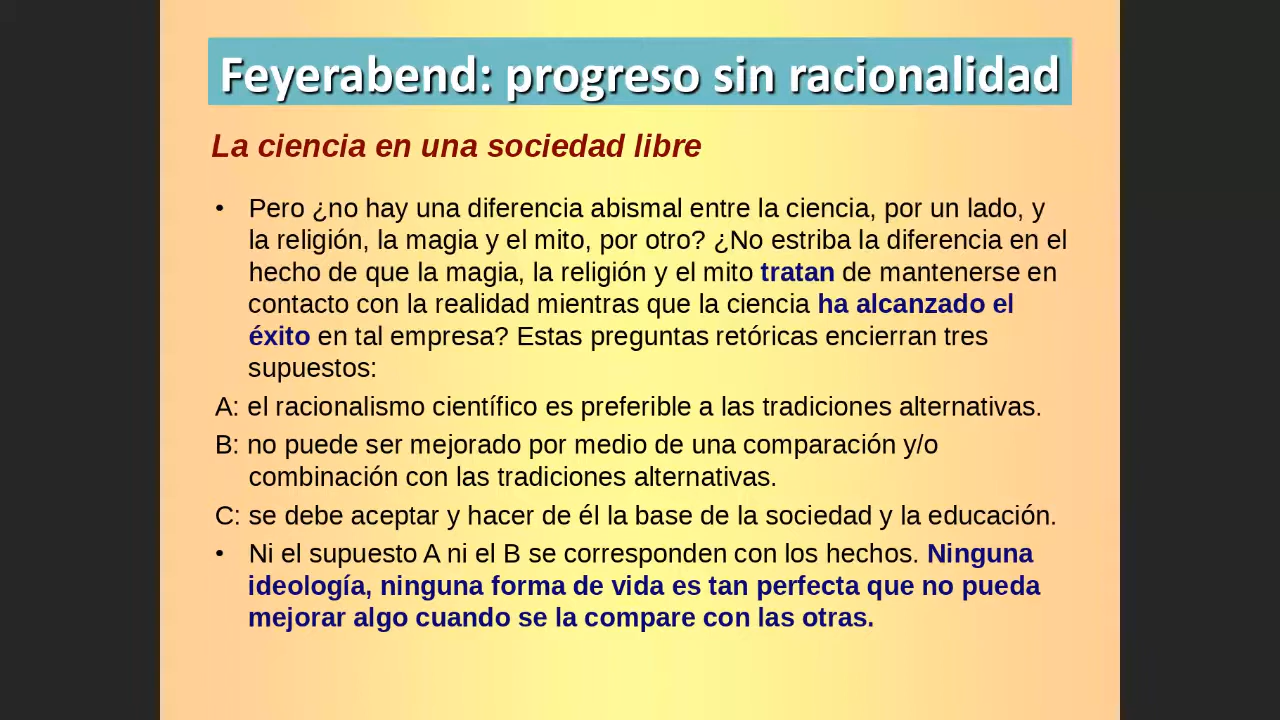 Feyerabend: progreso sin racionalidad
La ciencia en una sociedad libre
• Pero ¿no hay una diferencia abismal entre la ciencia, por un lado, y
la religión, la magia y el mito, por otro? ¿No estriba la diferencia en el
hecho de que la magia, la religión y el mito tratan de mantenerse en
contacto con la realidad mientras que la ciencia ha alcanzado el
éxito en tal empresa? Estas preguntas retóricas encierran tres
supuestos:
A: el racionalismo científico es preferible a las tradiciones alternativas.
B: no puede ser mejorado por medio de una comparación y/o
combinación con las tradiciones alternativas.
C: se debe aceptar y hacer de él la base de la sociedad y la educación.
• Ni el supuesto A ni el B se corresponden con los hechos. Ninguna
ideología, ninguna forma de vida es tan perfecta que no pueda
mejorar algo cuando se la compare con las otras.